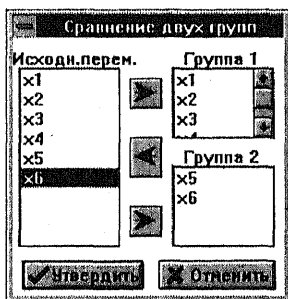 Сравнение двух групп
Исходн.перем.
x1
x2
x3
x4
x5
x6
Группа 1
x1
x2
x3
Группа 2
x5
x6
Утвердить
Отменить